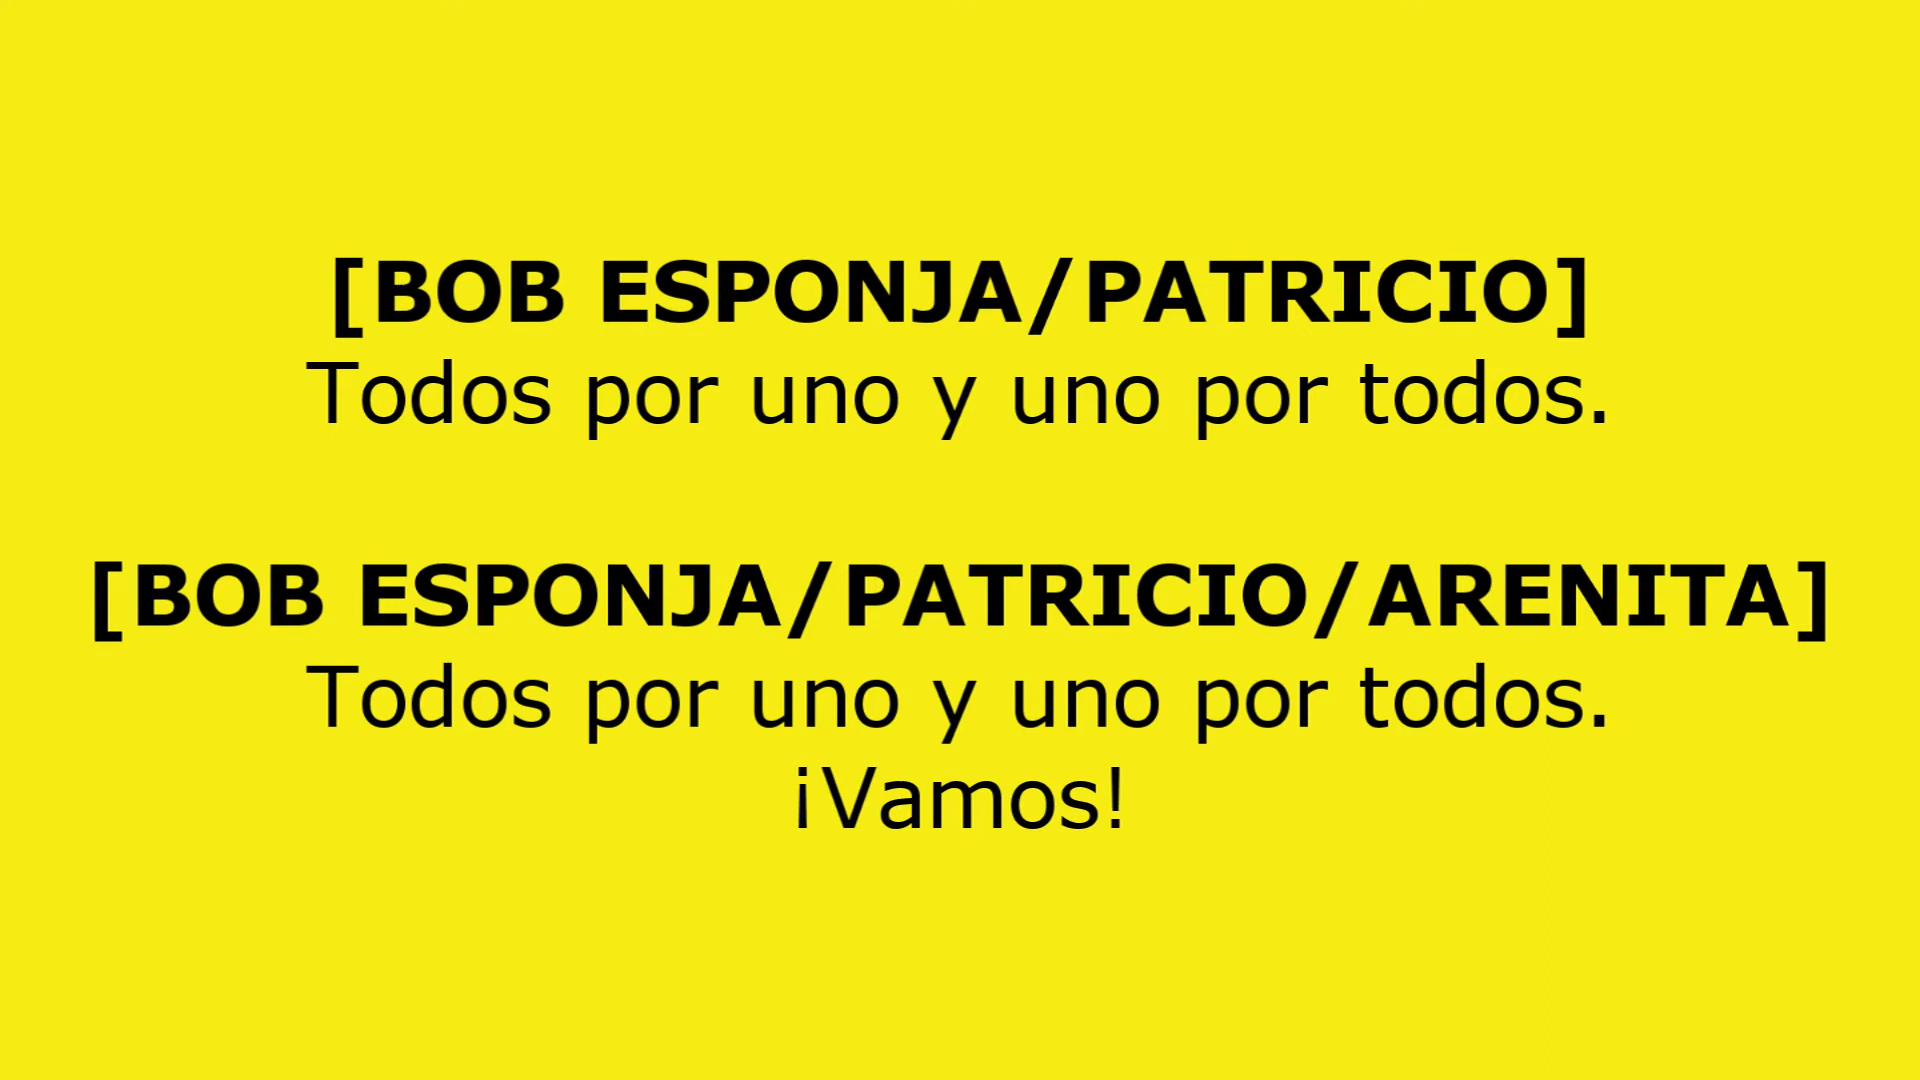 [BOB ESPONJA/PATRICIO]
Todos por uno y uno por todos.
[BOB ESPONJA/PATRICIO/ARENITA]
Todos por uno y uno por todos.
¡Vamos!